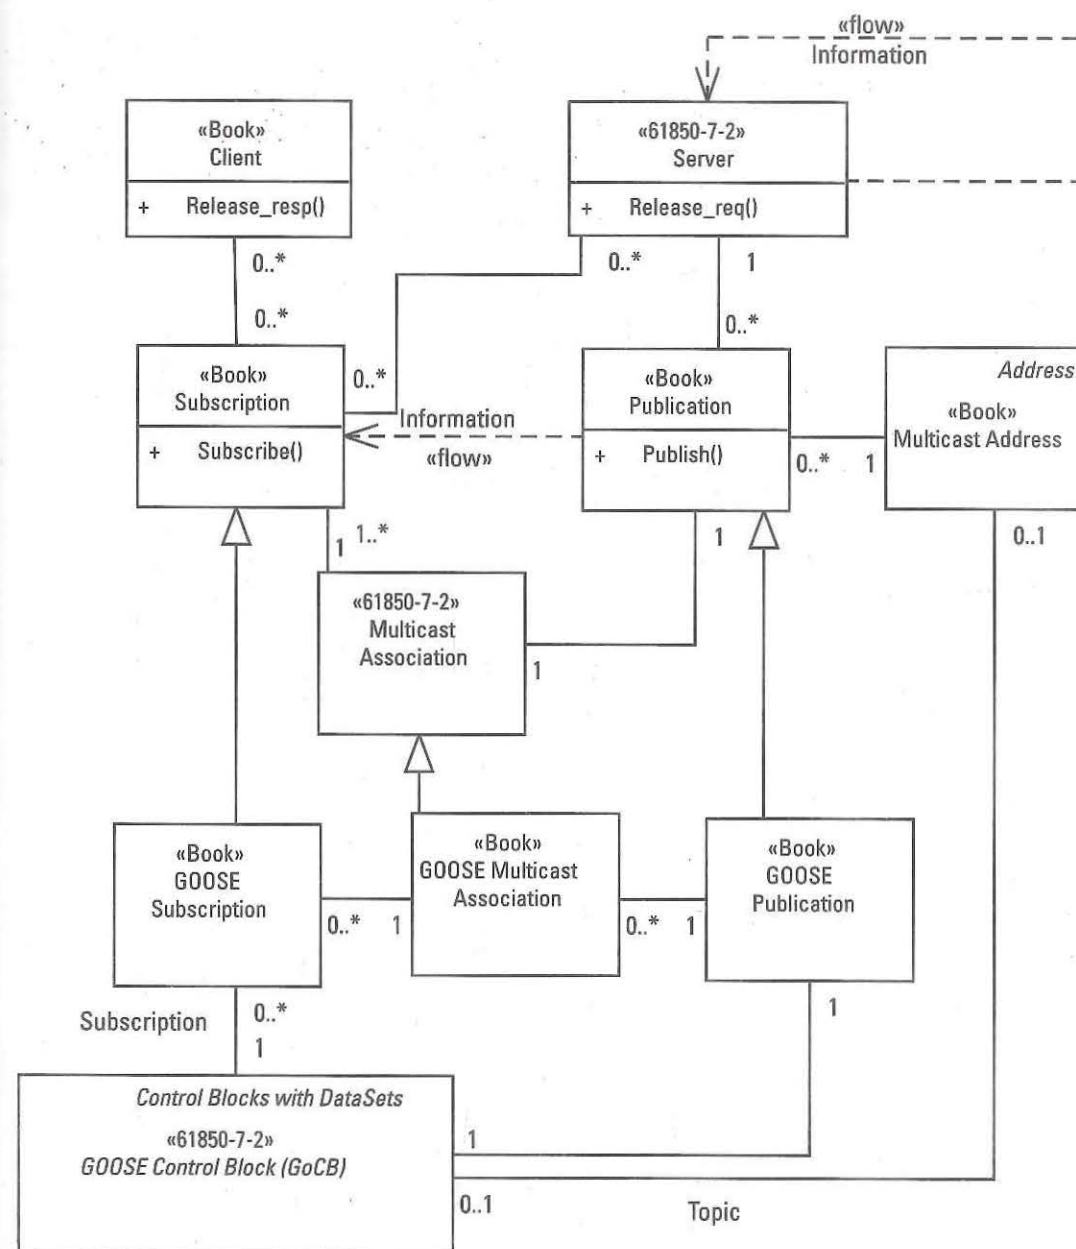 «flow»
Information
«Book»
Client
+ Release_resp()
«61850-7-2»
Server
+ Release_req()
0..*
0..*
1
0..*
0..*
«Book»
Subscription
+ Subscribe()
0..*
Information
«flow»
«Book»
Publication
+ Publish()
Address
«Book»
Multicast Address
0..*
1
1
1..*
1
0..1
«61850-7-2»
Multicast
Association
1
«Book»
GOOSE
Subscription
«Book»
GOOSE Multicast
Association
«Book»
GOOSE
Publication
0..*
1
0..*
1
Subscription
0..*
1
1
Control Blocks with DataSets
«61850-7-2»
GOOSE Control Block (GoCB)
1
0..1
Topic